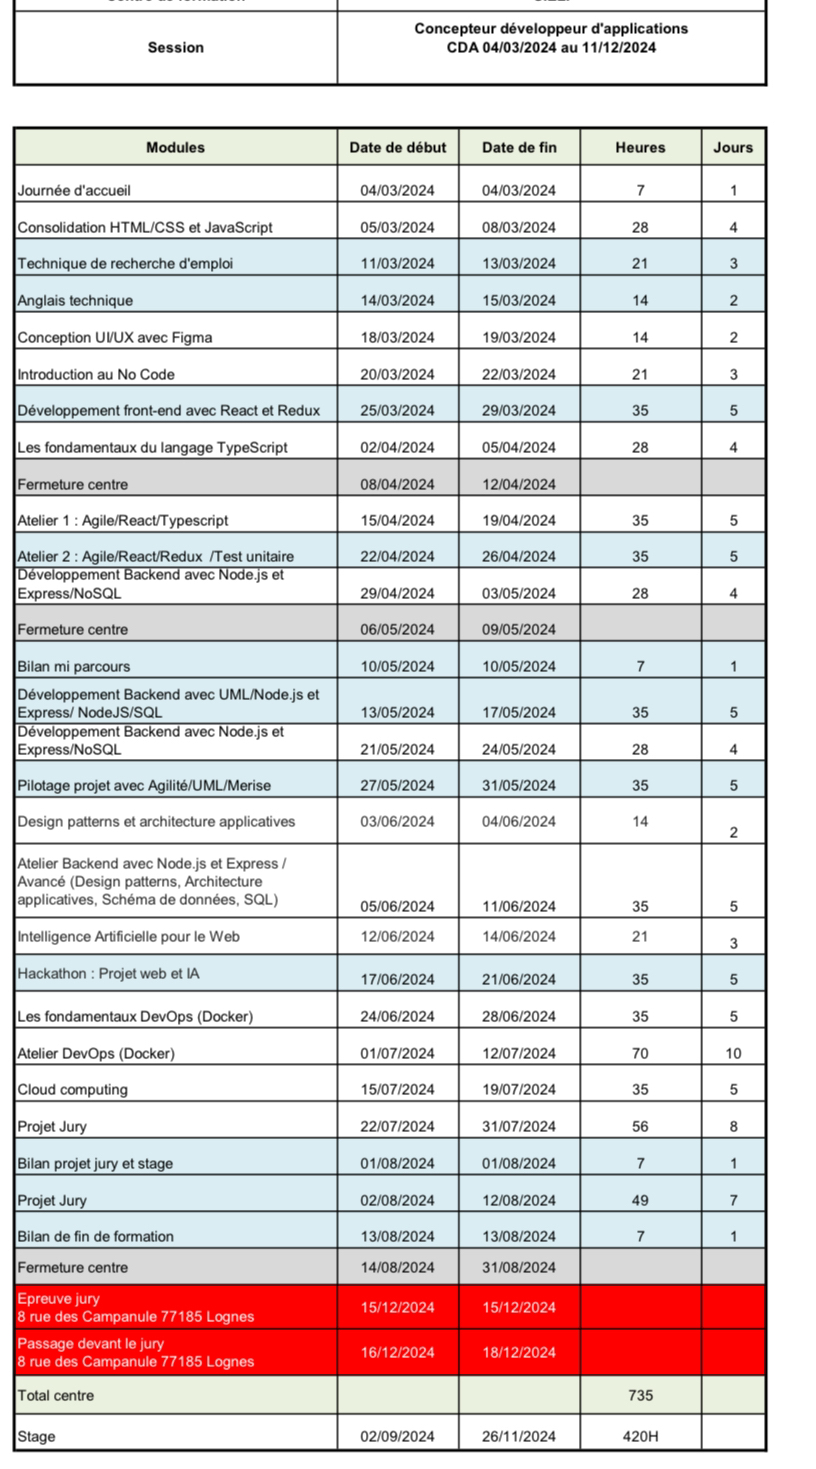 Session
Concepteur développeur d'applications
CDA 04/03/2024 au 11/12/2024
Modules Date de début Date de fin Heures Jours
Journée d'accueil 04/03/2024 04/03/2024 7 1
Consolidation HTML/CSS et JavaScript 05/03/2024 08/03/2024 28 4
Technique de recherche d'emploi 11/03/2024 13/03/2024 21 3
Anglais technique 14/03/2024 15/03/2024 14 2
Conception UI/UX avec Figma 18/03/2024 19/03/2024 14 2
Introduction au No Code 20/03/2024 22/03/2024 21 3
Développement front-end avec React et Redux 25/03/2024 29/03/2024 35 5
Les fondamentaux du langage TypeScript 02/04/2024 05/04/2024 28 4
Fermeture centre 08/04/2024 12/04/2024
Atelier 1 : Agile/React/Typescript 15/04/2024 19/04/2024 35 5
Atelier 2 : Agile/React/Redux /Test unitaire 22/04/2024 26/04/2024 35 5
Développement Backend avec Node.js et
Express/NoSQL 29/04/2024 03/05/2024 28 4
Fermeture centre 06/05/2024 09/05/2024
Bilan mi parcours 10/05/2024 10/05/2024 7 1
Développement Backend avec UML/Node.js et
Express/ NodeJS/SQL 13/05/2024 17/05/2024 35 5
Développement Backend avec Node.js et
Express/NoSQL 21/05/2024 24/05/2024 28 4
Pilotage projet avec Agilité/UML/Merise 27/05/2024 31/05/2024 35 5
Design patterns et architecture applicatives 03/06/2024 04/06/2024 14 2
Atelier Backend avec Node.js et Express /
Avancé (Design patterns, Architecture
applicatives, Schéma de données, SQL) 05/06/2024 11/06/2024 35 5
Intelligence Artificielle pour le Web 12/06/2024 14/06/2024 21 3
Hackathon : Projet web et IA 17/06/2024 21/06/2024 35 5
Les fondamentaux DevOps (Docker) 24/06/2024 28/06/2024 35 5
Atelier DevOps (Docker) 01/07/2024 12/07/2024 70 10
Cloud computing 15/07/2024 19/07/2024 35 5
Projet Jury 22/07/2024 31/07/2024 56 8
Bilan projet jury et stage 01/08/2024 01/08/2024 7 1
Projet Jury 02/08/2024 12/08/2024 49 7
Bilan de fin de formation 13/08/2024 13/08/2024 7 1
Fermeture centre 14/08/2024 31/08/2024
Epreuve jury
8 rue des Campanule 77185 Lognes 15/12/2024 15/12/2024
Passage devant le jury
8 rue des Campanule 77185 Lognes 16/12/2024 18/12/2024
Total centre 735
Stage 02/09/2024 26/11/2024 420H